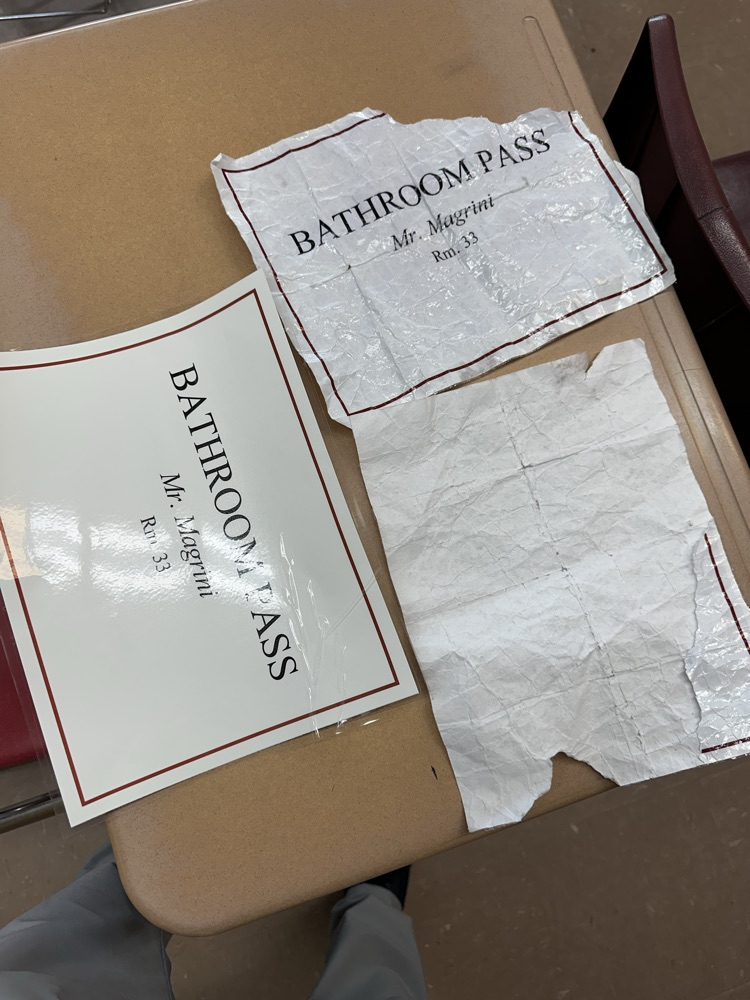 BATHROOM PASS
Mr. Magrini
Rm. 33
BATHROOM PASS
Mr. Magrini
Rm. 33